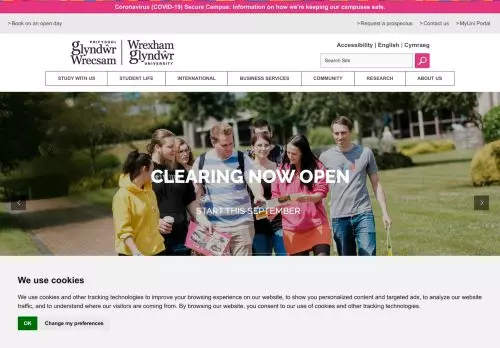 Coronavirus (COVID-19) Secure Campus: Information on how we're keeping our campuses safe.
>Book on an open day
>Request a prospectus >Contact us >MyUni Portal
PRIFYSGOL
glyndŵr
Wrecsam
Wrexham
glyndŵr
UNIVERSITY
Accessibility | English | Cymraeg
Search Site
STUDY WITH US STUDENT LIFE INTERNATIONAL BUSINESS SERVICES COMMUNITY RESEARCH ABOUT US
CLEARING NOW OPEN
START THIS SEPTEMBER
We use cookies
We use cookies and other tracking technologies to improve your browsing experience on our website, to show you personalized content and targeted ads, to analyze our website
traffic, and to understand where our visitors are coming from. By browsing our website, you consent to our use of cookies and other tracking technologies.
OK Change my preferences